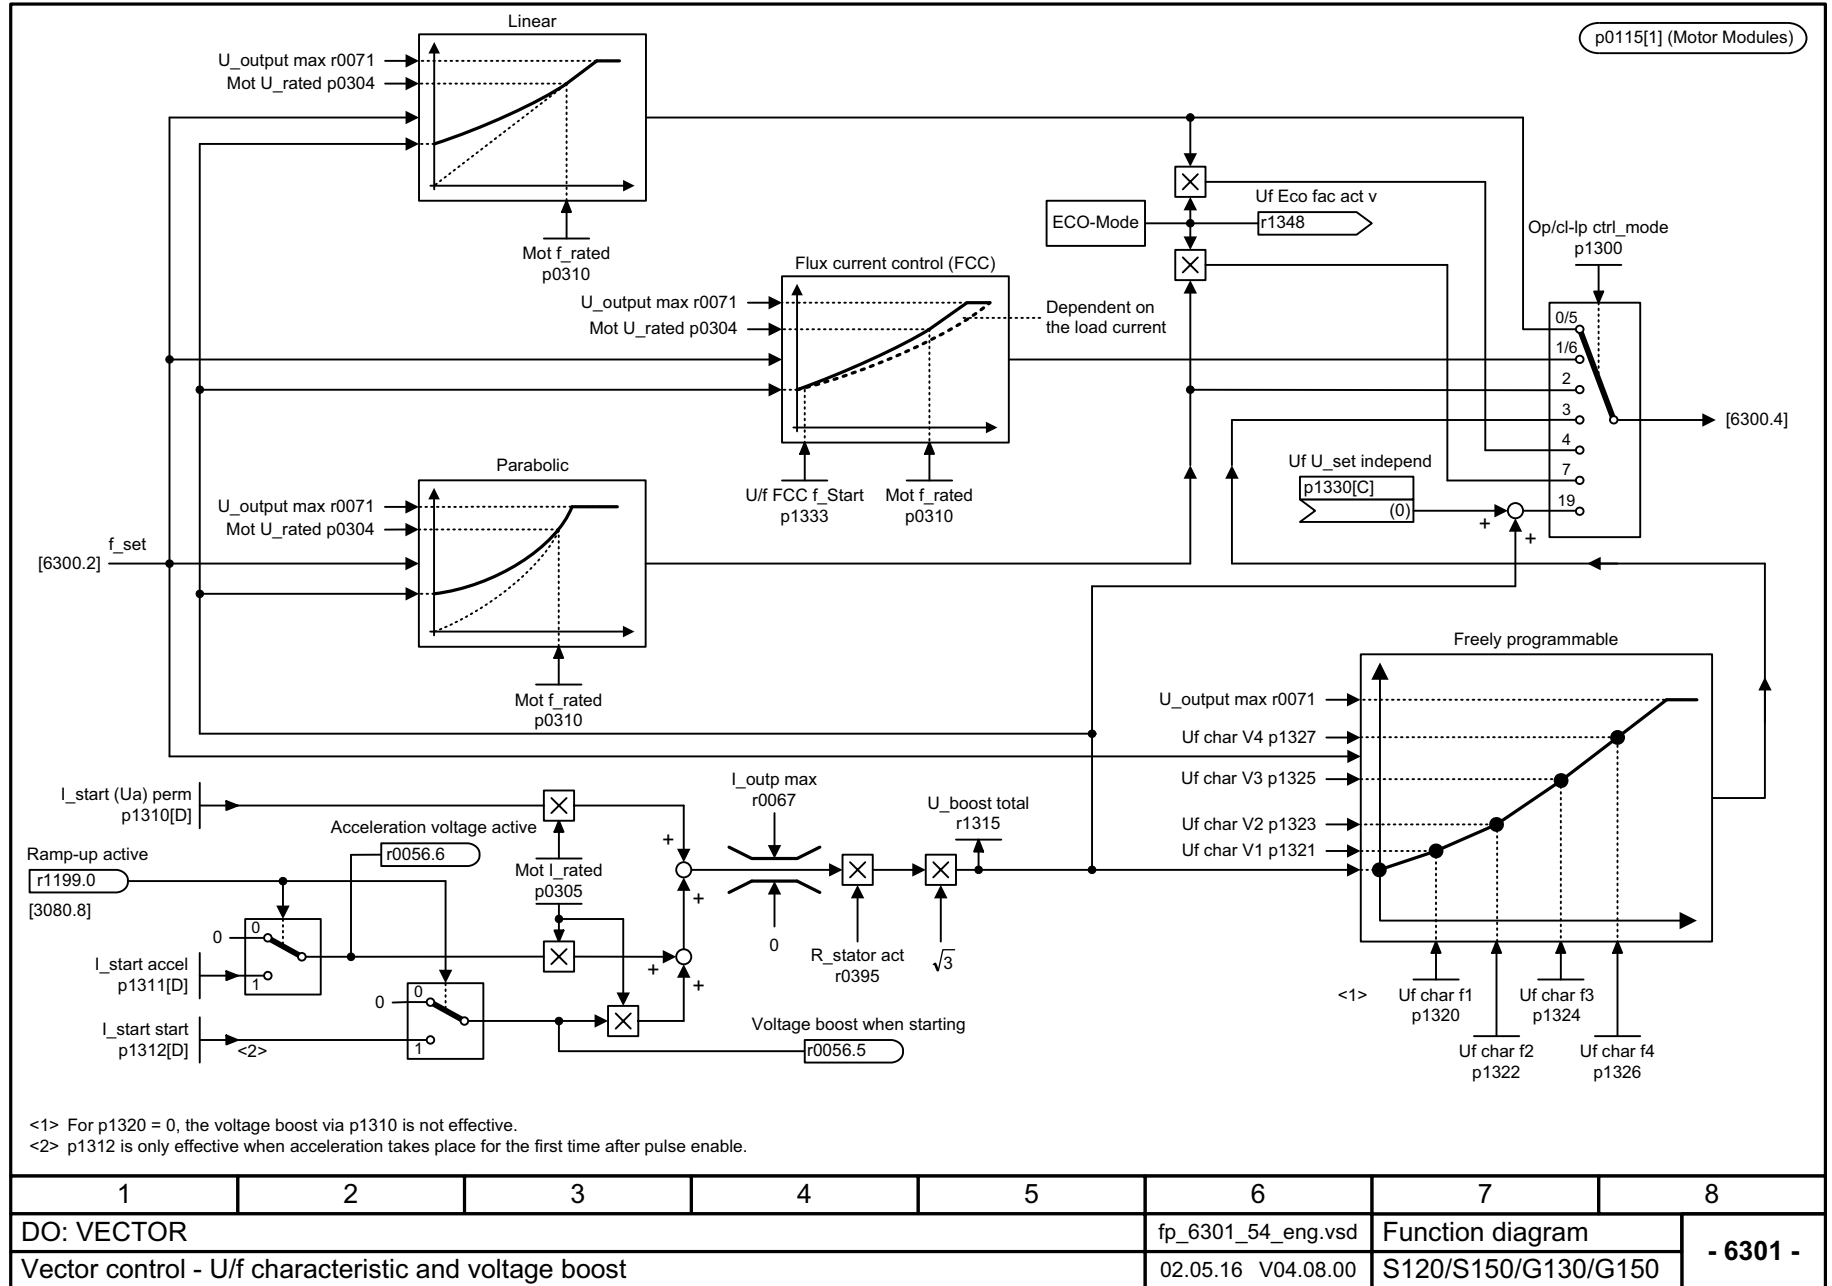 Linear
p0115[1] (Motor Modules)
U_output max r0071
Mot U_rated p0304
Mot f_rated
p0310
ECO-Mode
Uf Eco fac act v
r1348
Op/cl-lp ctrl_mode
p1300
Flux current control (FCC)
U_output max r0071
Mot U_rated p0304
Dependent on
the load current
U/f FCC f_Start
p1333
Mot f_rated
p0310
0/5
1/6
2
3
4
7
19
[6300.4]
Uf U_set independ
p1330[C]
(0)
+
+
Parabolic
U_output max r0071
Mot U_rated p0304
f_set
[6300.2]
Mot f_rated
p0310
Freely programmable
U_output max r0071
Uf char V4 p1327
Uf char V3 p1325
Uf char V2 p1323
Uf char V1 p1321
<1>
Uf char f1
p1320
Uf char f3
p1324
Uf char f2
p1322
Uf char f4
p1326
I_start (Ua) perm
p1310[D]
Acceleration voltage active
r0056.6
Ramp-up active
r1199.0
[3080.8]
Mot I_rated
p0305
I_outp max
r0067
0
U_boost total
r1315
R_stator act
r0395
√3
+
+
+
+
0
0
1
I_start accel
p1311[D]
0
0
1
I_start start
p1312[D]
<2>
Voltage boost when starting
r0056.5
<1> For p1320 = 0, the voltage boost via p1310 is not effective.
<2> p1312 is only effective when acceleration takes place for the first time after pulse enable.
1 2 3 4 5 6 7 8
DO: VECTOR
fp_6301_54_eng.vsd
Function diagram
- 6301 -
Vector control - U/f characteristic and voltage boost
02.05.16 V04.08.00
S120/S150/G130/G150